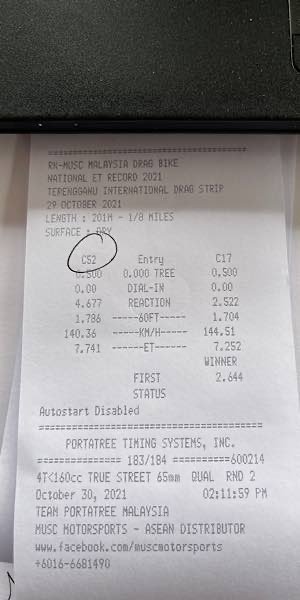 ==================================
RK-MUSC MALAYSIA DRAG BIKE
NATIONAL ET RECORD 2021
TERENGGANU INTERNATIONAL DRAG STRIP
29 OCTOBER 2021
LENGTH : 201M - 1/8 MILES
SURFACE : DRY
C52 Entry C17
0.500 0.000 TREE 0.500
0.00 DIAL-IN 0.00
4.677 REACTION 2.522
1.786 -----60FT----- 1.704
140.36 -----KM/H----- 144.51
7.741 ------ET------ 7.252
WINNER
FIRST 2.644
STATUS
Autostart Disabled
==================================
PORTATREE TIMING SYSTEMS, INC.
============= 183/184 ==========600214
4T<160cc TRUE STREET 65mm QUAL RND 2
October 30, 2021 02:11:59 PM
TEAM PORTATREE MALAYSIA
MUSC MOTORSPORTS - ASEAN DISTRIBUTOR
www.facebook.com/muscmotorsports
+6016-6681490